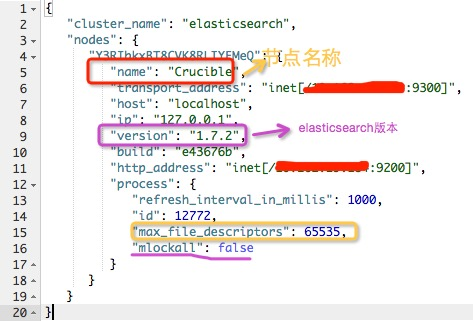 1 {
2 "cluster_name": "elasticsearch",
3 "nodes": {
4 {
5 "name": "Crucible", 节点名称
6 "transport_address": "inet[/ :9300]",
7 "host": "localhost",
8 "ip": "127.0.0.1",
9 "version": "1.7.2", elasticsearch版本
10 "build": "e43676b",
11 "http_address": "inet[/ :9200]",
12 "process": {
13 "refresh_interval_in_millis": 1000,
14 "id": 12772,
15 "max_file_descriptors": 65535,
16 "mlockall": false
17 }
18 }
19 }
20 }